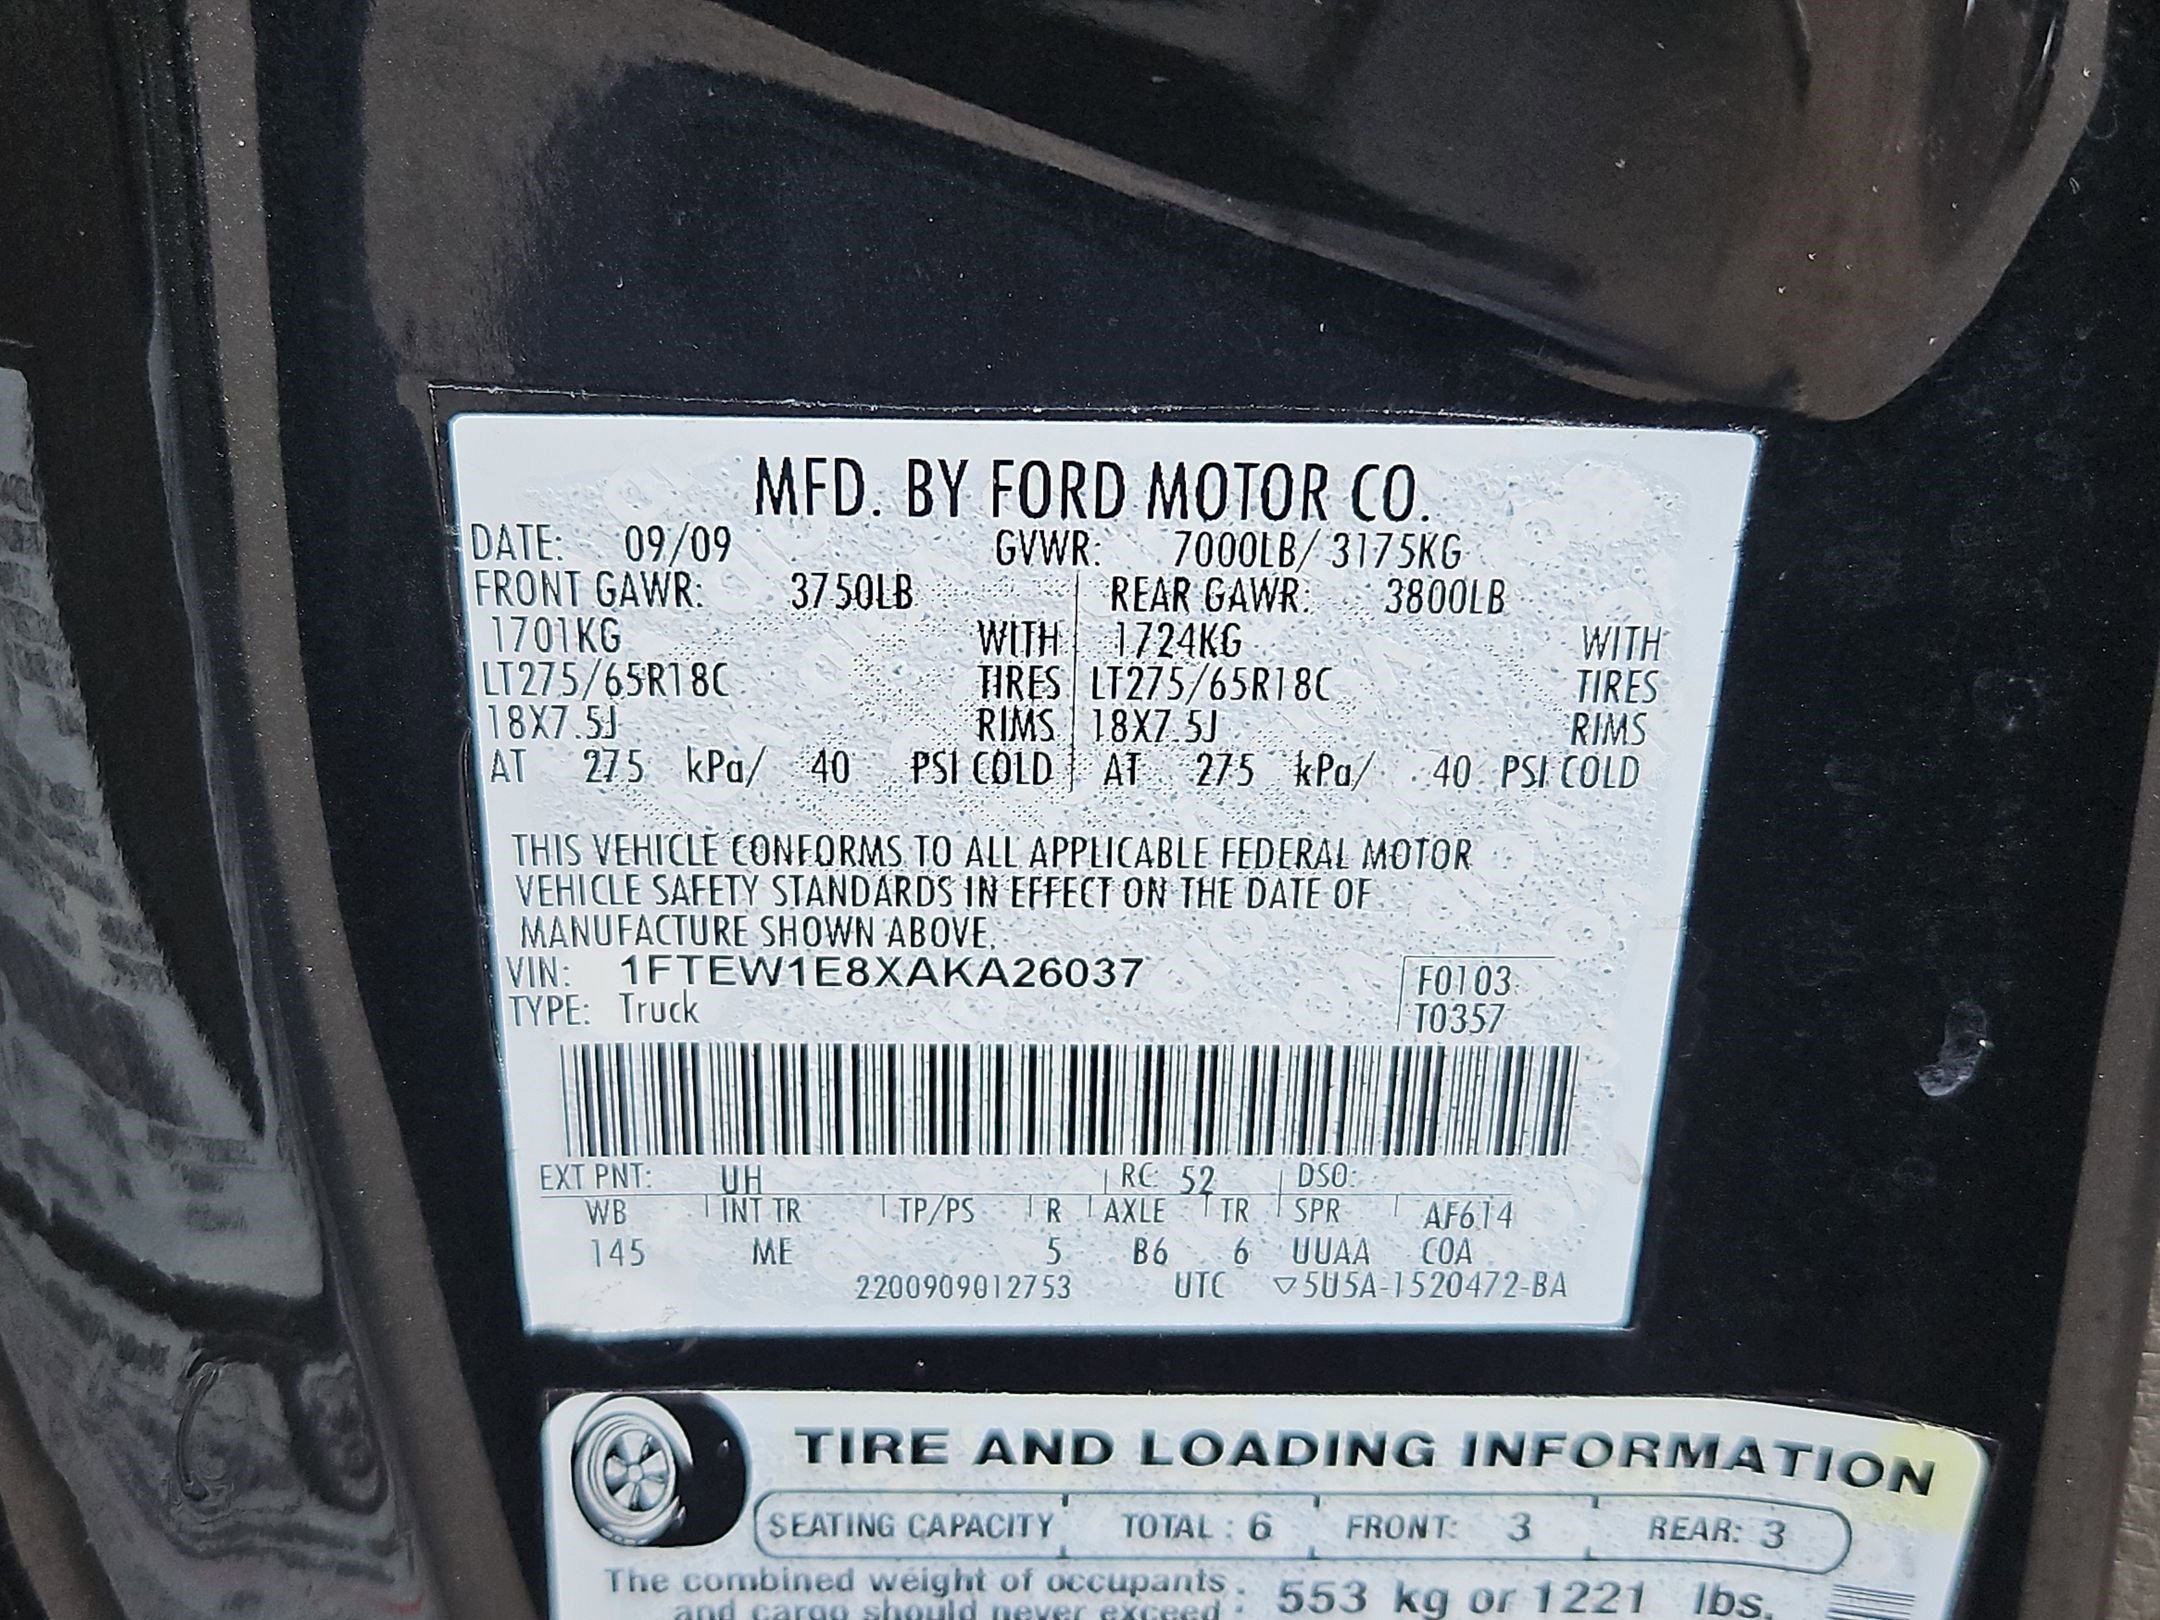 MFD. BY FORD MOTOR CO.
DATE: 09/09 GVWR: 7000LB/ 3175KG
FRONT GAWR: 3750LB REAR GAWR: 3800LB
1701KG WITH 1724KG WITH
LT275/65R18C TIRES LT275/65R18C TIRES
18X7.5J RIMS 18X7.5J RIMS
AT 275 kPa/ 40 PSI COLD AT 275 kPa/ 40 PSI COLD
THIS VEHICLE CONFORMS TO ALL APPLICABLE FEDERAL MOTOR
VEHICLE SAFETY STANDARDS IN EFFECT ON THE DATE OF
MANUFACTURE SHOWN ABOVE.
VIN: 1FTEW1E8XAKA26037 F0103
TYPE: Truck T0357
EXT PNT: UH RC: 52 DSO:
WB INT TR TP/PS R AXLE TR SPR AF614
145 ME 5 B6 6 UUAA COA
2200909012753 UTC ▽5U5A-1520472-BA
TIRE AND LOADING INFORMATION
SEATING CAPACITY TOTAL : 6 FRONT: 3 REAR: 3
The combined weight of occupants : 553 kg or 1221 lbs.
and cargo should never exceed :